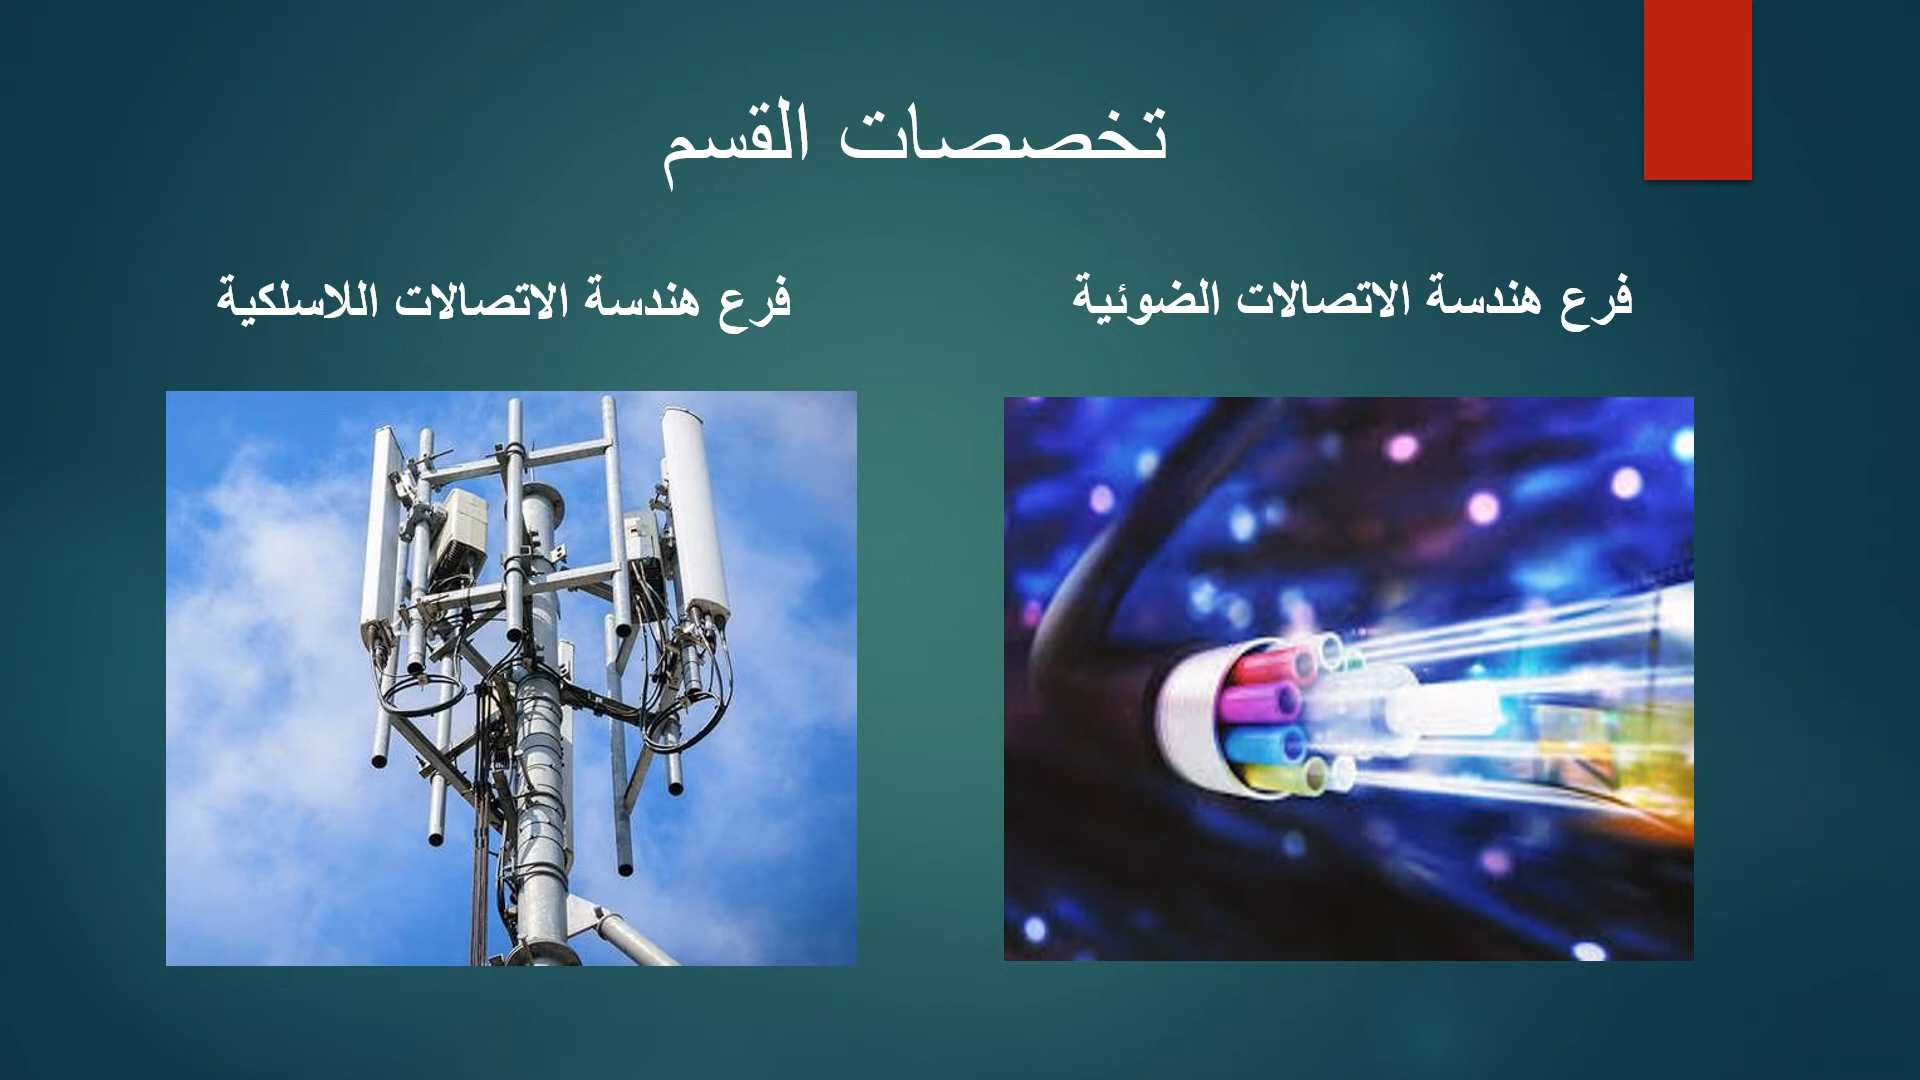 تخصصات القسم
فرع هندسة الاتصالات الضوئية
فرع هندسة الاتصالات اللاسلكية